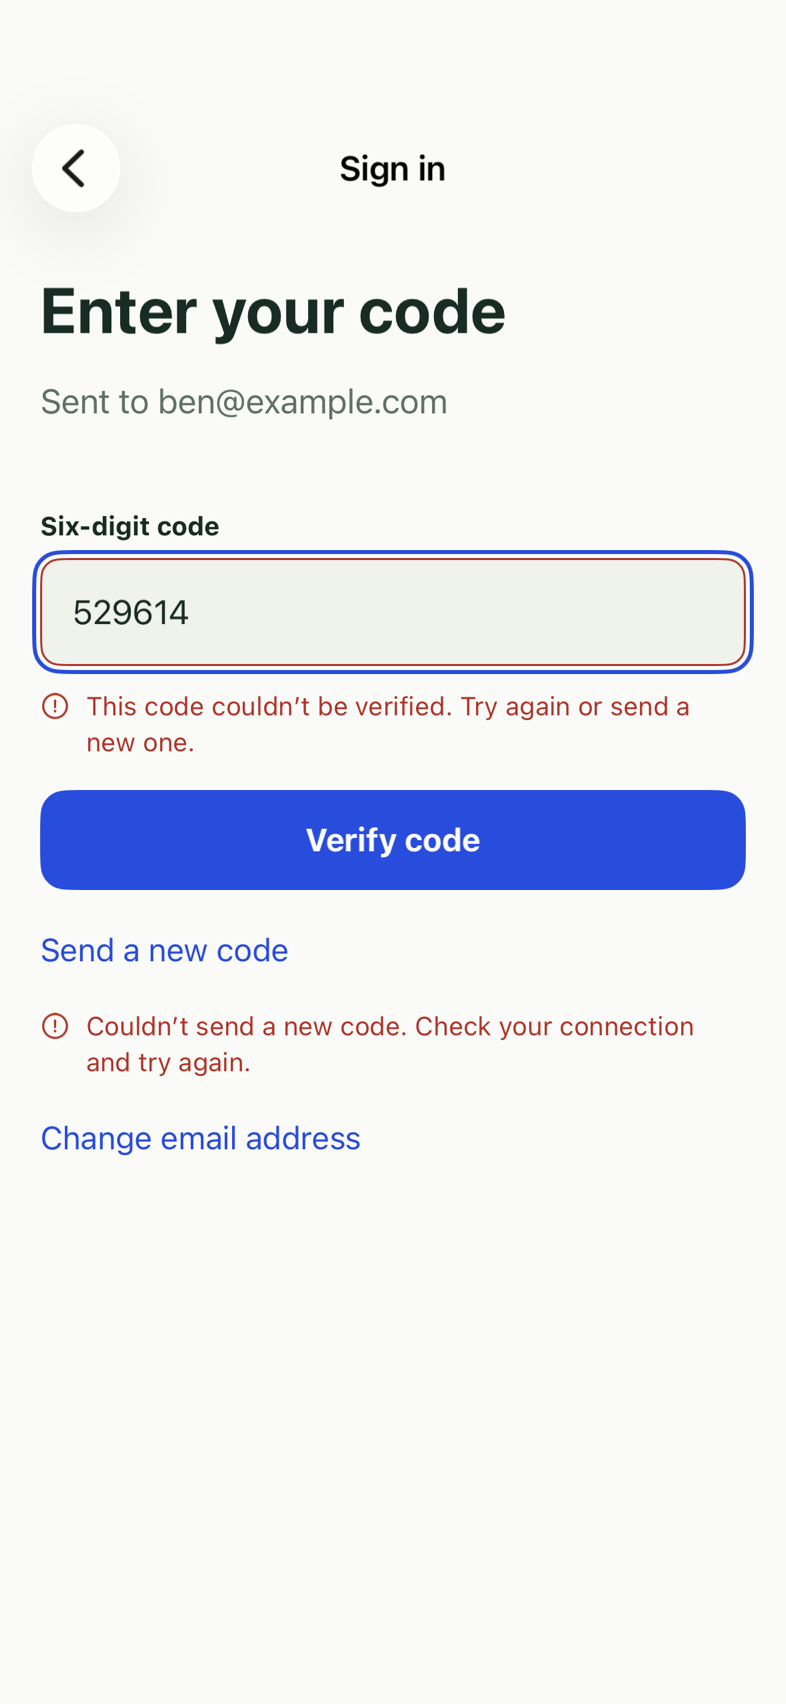 Sign in
Enter your code
Sent to ben@example.com
Six-digit code
529614
This code couldn’t be verified. Try again or send a
new one.
Verify code
Send a new code
Couldn’t send a new code. Check your connection
and try again.
Change email address